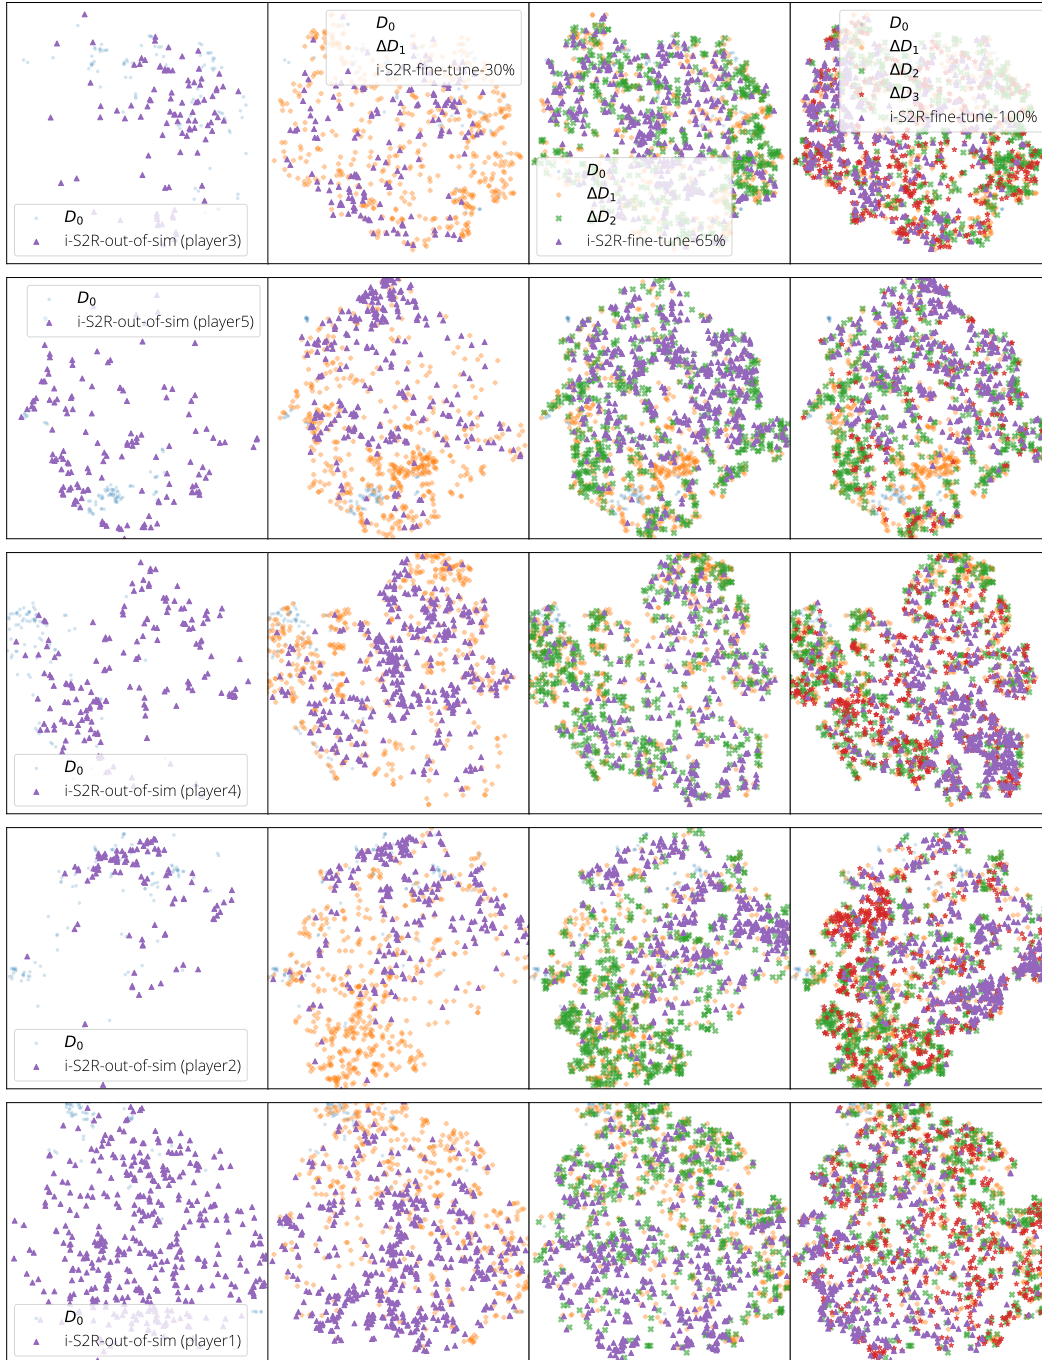 D₀
i-S2R-out-of-sim (player3)
D₀
ΔD₁
i-S2R-fine-tune-30%
D₀
ΔD₁
ΔD₂
i-S2R-fine-tune-65%
D₀
ΔD₁
ΔD₂
ΔD₃
i-S2R-fine-tune-100%
D₀
i-S2R-out-of-sim (player5)
D₀
i-S2R-out-of-sim (player4)
D₀
i-S2R-out-of-sim (player2)
D₀
i-S2R-out-of-sim (player1)